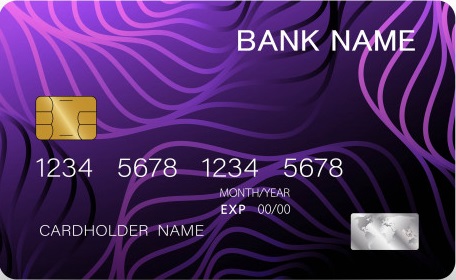 BANK NAME
1234 5678 1234 5678
MONTH/YEAR
EXP 00/00
CARDHOLDER NAME